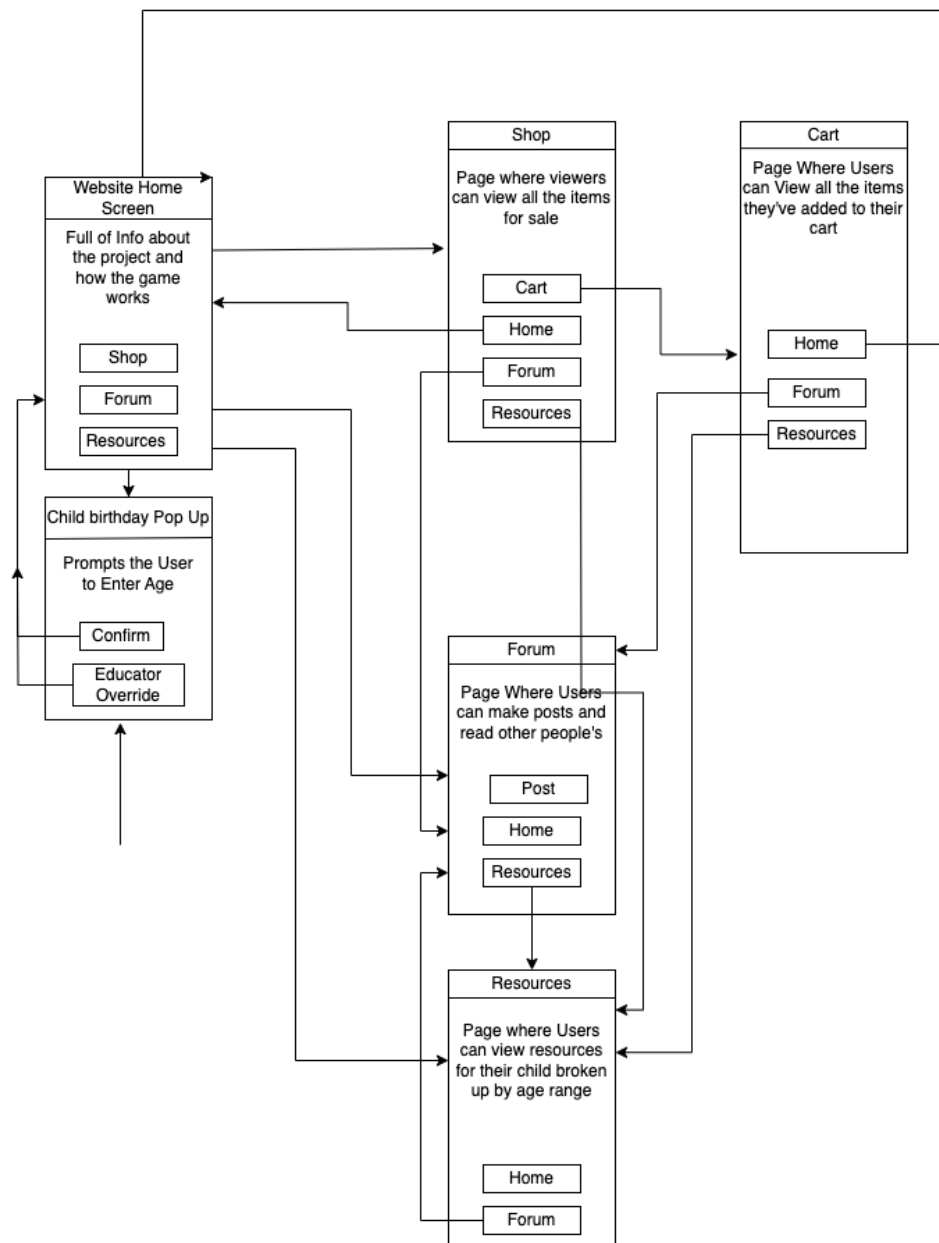 Website Home
Screen
Full of Info about
the project and
how the game
works
Shop
Forum
Resources
Child birthday Pop Up
Prompts the User
to Enter Age
Confirm
Educator
Override
Shop
Page where viewers
can view all the items
for sale
Cart
Home
Forum
Resources
Cart
Page Where Users
can View all the items
they've added to their
cart
Home
Forum
Resources
Forum
Page Where Users
can make posts and
read other people's
Post
Home
Resources
Resources
Page where Users
can view resources
for their child broken
up by age range
Home
Forum